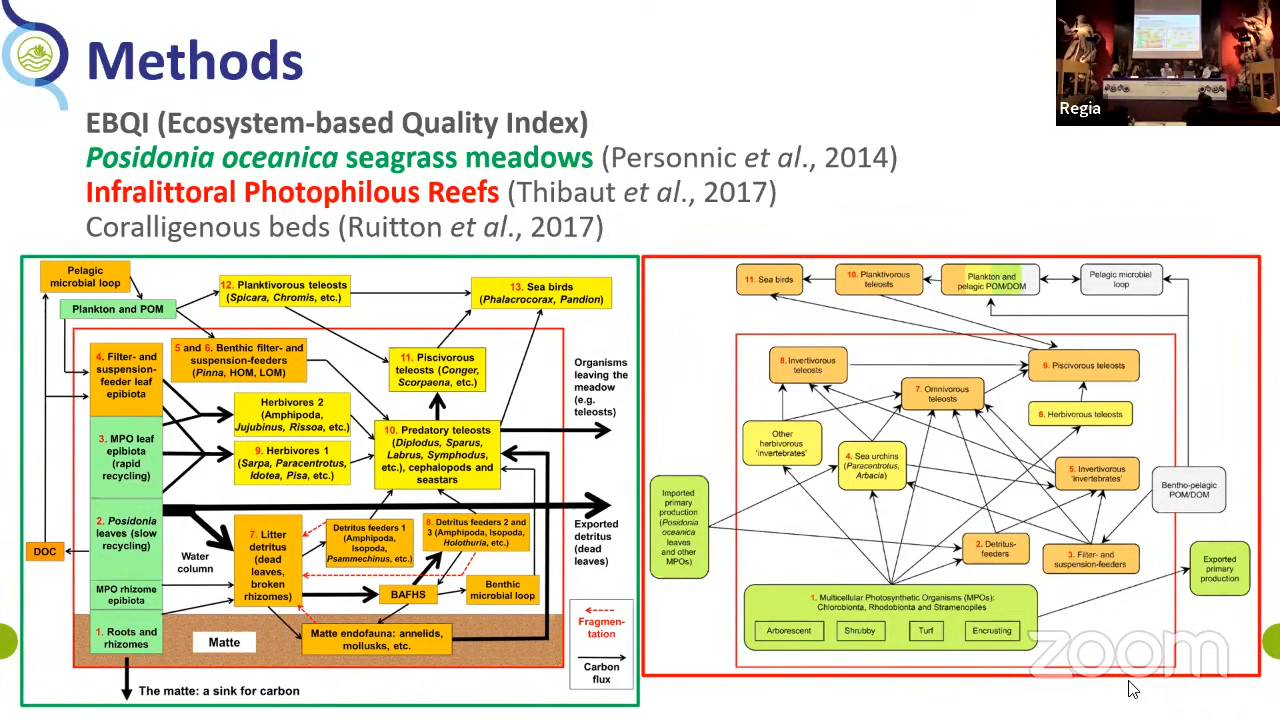 Methods
Regia
EBQI (Ecosystem-based Quality Index)
Posidonia oceanica seagrass meadows (Personnic et al., 2014)
Infralittoral Photophilous Reefs (Thibaut et al., 2017)
Coralligenous beds (Ruitton et al., 2017)
Pelagic
microbial loop
Plankton and POM
12. Planktivorous teleosts
(Spicara, Chromis, etc.)
13. Sea birds
(Phalacrocorax, Pandion)
4. Filter- and
suspension-
feeder leaf
epibiota
5 and 6. Benthic filter- and
suspension-feeders
(Pinna, HOM, LOM)
11. Piscivorous
teleosts (Conger,
Scorpaena, etc.)
Organisms
leaving the
meadow
(e.g.
teleosts)
Herbivores 2
(Amphipoda,
Jujubinus, Rissoa, etc.)
3. MPO leaf
epibiota
(rapid
recycling)
9. Herbivores 1
(Sarpa, Paracentrotus,
Idotea, Pisa, etc.)
10. Predatory teleosts
(Diplodus, Sparus,
Labrus, Symphodus,
etc.), cephalopods and
seastars
2. Posidonia
leaves (slow
recycling)
DOC
Water
column
7. Litter
detritus
(dead
leaves,
broken
rhizomes)
Detritus feeders 1
(Amphipoda,
Isopoda,
Psammechinus, etc.)
8. Detritus feeders 2 and
3 (Amphipoda, Isopoda,
Holothuria, etc.)
Exported
detritus
(dead
leaves)
MPO rhizome
epibiota
BAFHS
Benthic
microbial loop
1. Roots and
rhizomes
Matte
Matte endofauna: annelids,
mollusks, etc.
Fragmen-
tation
Carbon
flux
The matte: a sink for carbon
11. Sea birds
10. Planktivorous
teleosts
Plankton and
pelagic POM/DOM
Pelagic microbial
loop
8. Invertivorous
teleosts
9. Piscivorous teleosts
7. Omnivorous
teleosts
6. Herbivorous teleosts
Other
herbivorous
'invertebrates'
4. Sea urchins
(Paracentrotus,
Arbacia)
5. Invertivorous
'invertebrates'
Bentho-pelagic
POM/DOM
Imported
primary
production
(Posidonia
oceanica
leaves
and other
MPOs)
2. Detritus-
feeders
3. Filter- and
suspension-feeders
Exported
primary
production
1. Multicellular Photosynthetic Organisms (MPOs):
Chlorobionta, Rhodobionta and Stramenopiles
Arborescent
Shrubby
Turf
Encrusting
zoom